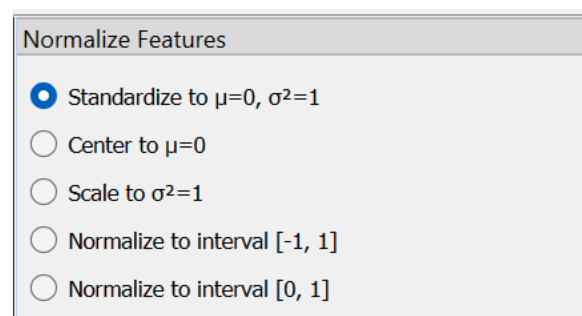 Normalize Features
Standardize to μ=0, σ²=1
Center to μ=0
Scale to σ²=1
Normalize to interval [-1, 1]
Normalize to interval [0, 1]